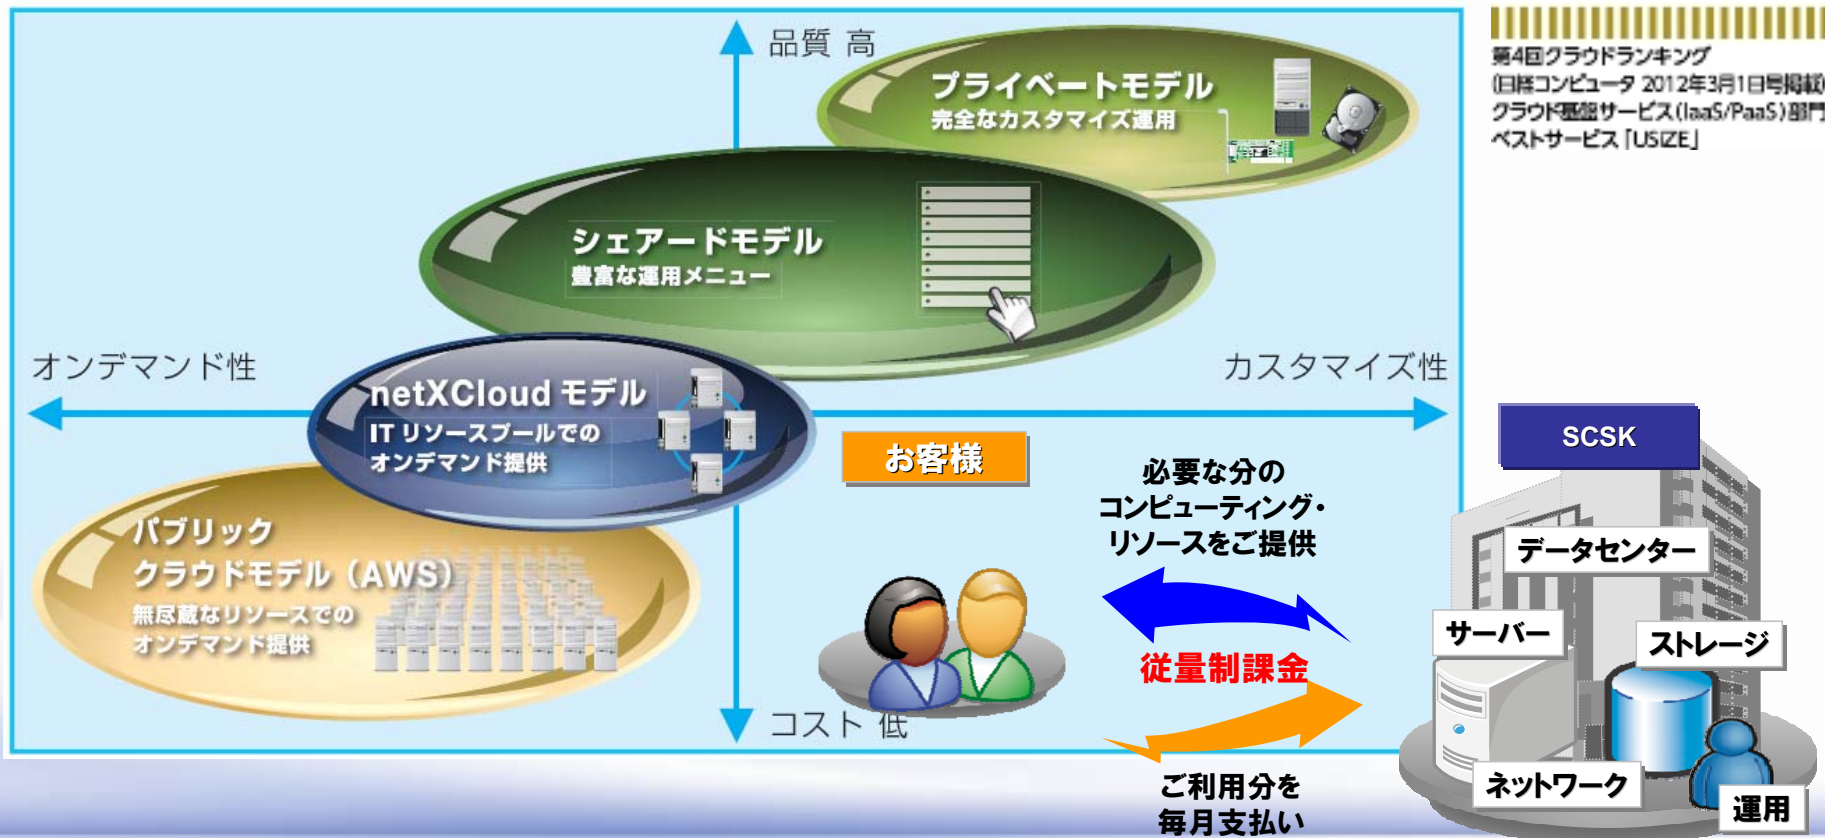 品質 高
プライベートモデル
完全なカスタマイズ運用
シェアードモデル
豊富な運用メニュー
オンデマンド性
カスタマイズ性
netXCloud モデル
IT リソースプールでの
オンデマンド提供
パブリック
クラウドモデル（AWS）
無尽蔵なリソースでの
オンデマンド提供
コスト 低
第4回クラウドランキング
(日経コンピュータ 2012年3月1日号掲載)
クラウド基盤サービス(IaaS/PaaS)部門
ベストサービス「USIZE」
お客様
必要な分の
コンピューティング・
リソースをご提供
従量制課金
ご利用分を
毎月支払い
SCSK
データセンター
サーバー
ストレージ
ネットワーク
運用